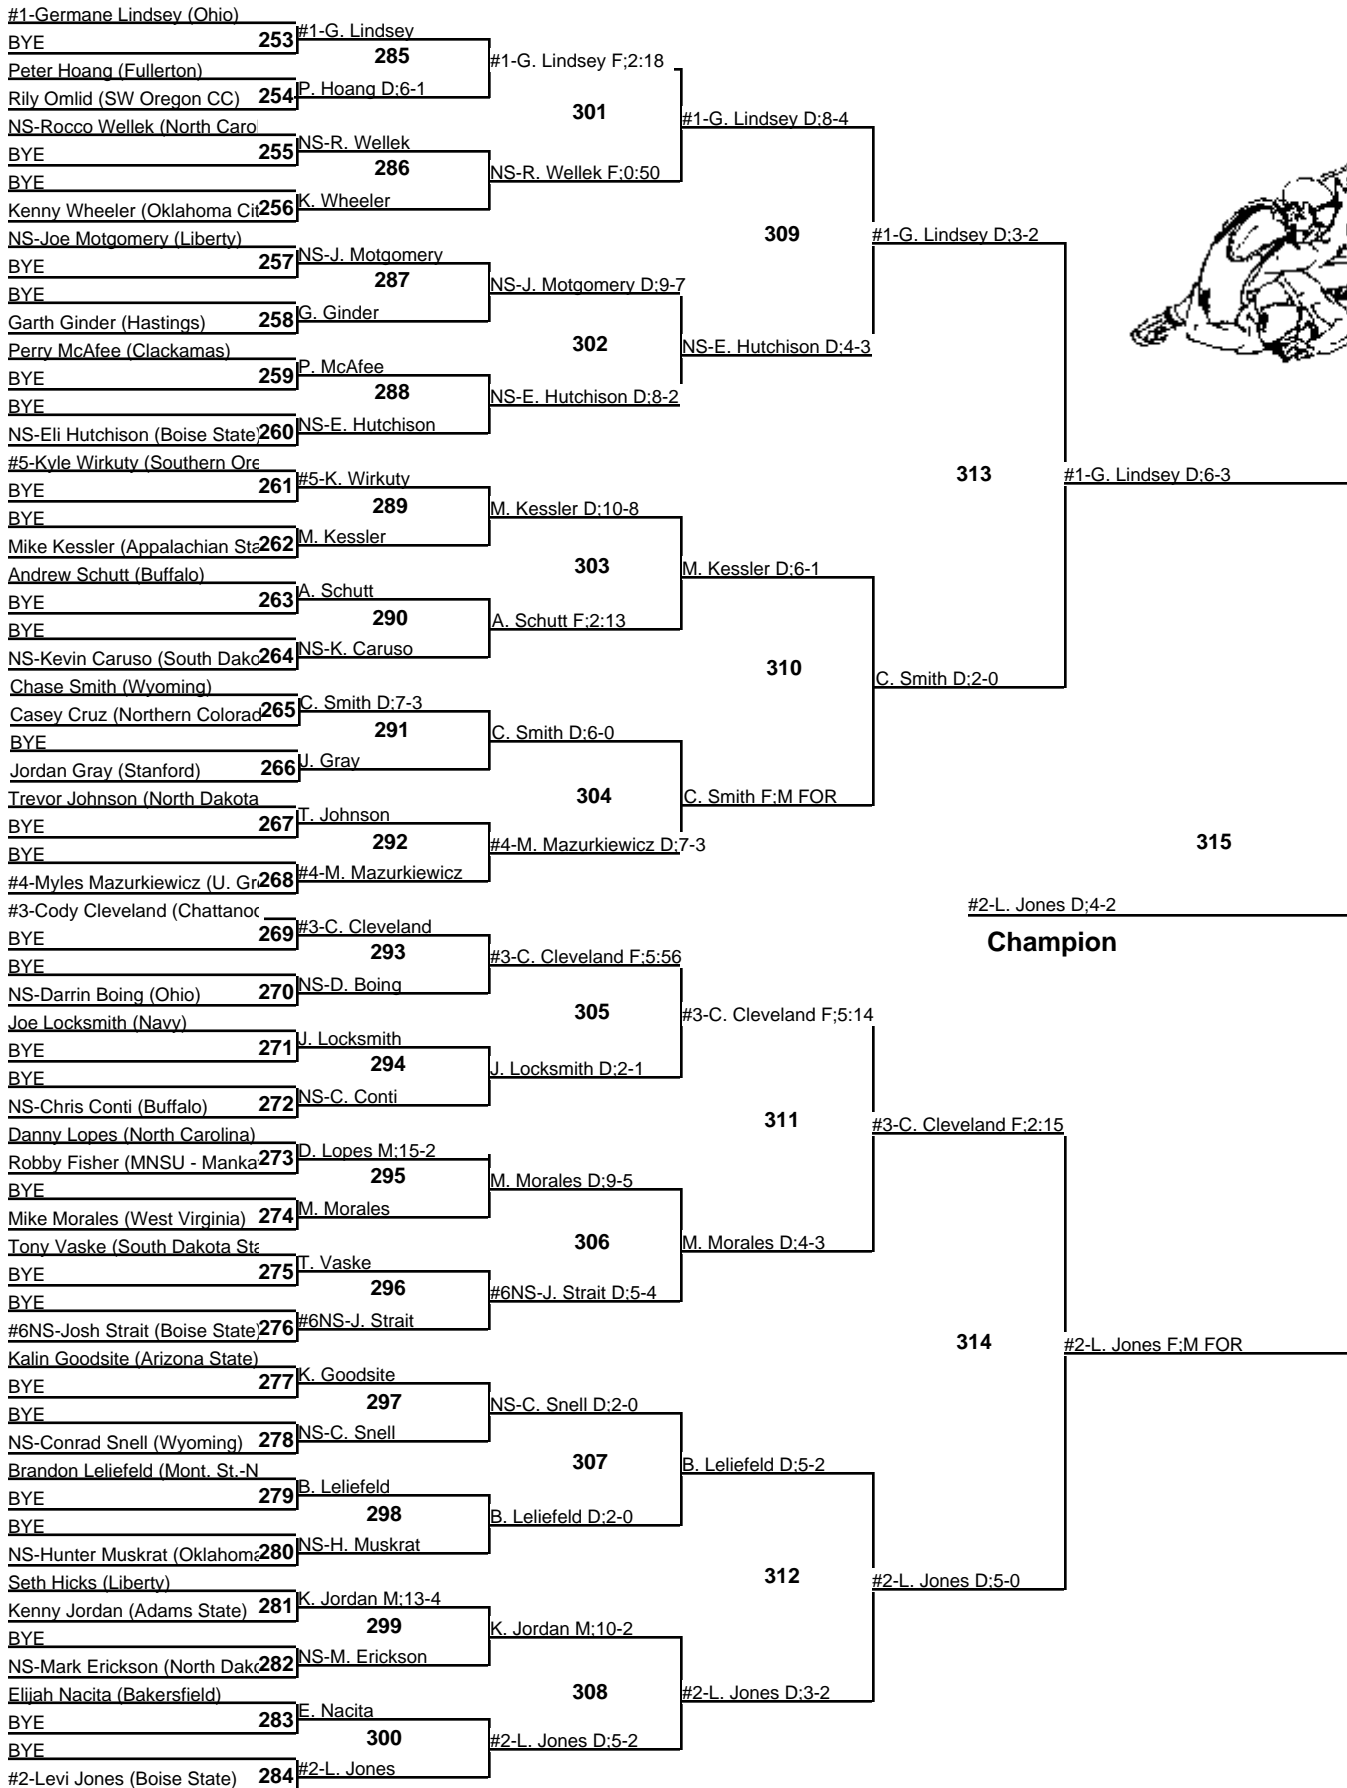 #1-Germane Lindsey (Ohio)
BYE
253
Peter Hoang (Fullerton)
Rily Omlid (SW Oregon CC)
254
NS-Rocco Wellek (North Carol
BYE
255
BYE
Kenny Wheeler (Oklahoma Cit
256
NS-Joe Motgomery (Liberty)
BYE
257
BYE
Garth Ginder (Hastings)
258
Perry McAfee (Clackamas)
BYE
259
BYE
NS-Eli Hutchison (Boise State)
260
#5-Kyle Wirkuty (Southern Ore
BYE
261
BYE
Mike Kessler (Appalachian Sta
262
Andrew Schutt (Buffalo)
BYE
263
BYE
NS-Kevin Caruso (South Dako
264
Chase Smith (Wyoming)
Casey Cruz (Northern Colorad
265
BYE
Jordan Gray (Stanford)
266
Trevor Johnson (North Dakota
BYE
267
BYE
#4-Myles Mazurkiewicz (U. Gr
268
#3-Cody Cleveland (Chattanoo
BYE
269
BYE
NS-Darrin Boing (Ohio)
270
Joe Locksmith (Navy)
BYE
271
BYE
NS-Chris Conti (Buffalo)
272
Danny Lopes (North Carolina)
Robby Fisher (MNSU - Manka
273
BYE
Mike Morales (West Virginia)
274
Tony Vaske (South Dakota Sta
BYE
275
BYE
#6NS-Josh Strait (Boise State)
276
Kalin Goodsite (Arizona State)
BYE
277
BYE
NS-Conrad Snell (Wyoming)
278
Brandon Leliefeld (Mont. St.-N
BYE
279
BYE
NS-Hunter Muskrat (Oklahoma
280
Seth Hicks (Liberty)
Kenny Jordan (Adams State)
281
BYE
NS-Mark Erickson (North Dako
282
Elijah Nacita (Bakersfield)
BYE
283
BYE
#2-Levi Jones (Boise State)
284
#1-G. Lindsey
285
P. Hoang D;6-1
NS-R. Wellek
286
K. Wheeler
NS-J. Motgomery
287
G. Ginder
P. McAfee
288
NS-E. Hutchison
#5-K. Wirkuty
289
M. Kessler
A. Schutt
290
NS-K. Caruso
C. Smith D;7-3
291
J. Gray
T. Johnson
292
#4-M. Mazurkiewicz
#3-C. Cleveland
293
NS-D. Boing
J. Locksmith
294
NS-C. Conti
D. Lopes M;15-2
295
M. Morales
T. Vaske
296
#6NS-J. Strait
K. Goodsite
297
NS-C. Snell
B. Leliefeld
298
NS-H. Muskrat
K. Jordan M;13-4
299
NS-M. Erickson
E. Nacita
300
#2-L. Jones
#1-G. Lindsey F;2:18
301
NS-R. Wellek F;0:50
NS-J. Motgomery D;9-7
302
NS-E. Hutchison D;8-2
M. Kessler D;10-8
303
A. Schutt F;2:13
C. Smith D;6-0
304
#4-M. Mazurkiewicz D;7-3
#3-C. Cleveland F;5:56
305
J. Locksmith D;2-1
M. Morales D;9-5
306
#6NS-J. Strait D;5-4
NS-C. Snell D;2-0
307
B. Leliefeld D;2-0
K. Jordan M;10-2
308
#2-L. Jones D;5-2
#1-G. Lindsey D;8-4
309
NS-E. Hutchison D;4-3
M. Kessler D;6-1
310
C. Smith F;M FOR
#3-C. Cleveland F;5:14
311
M. Morales D;4-3
B. Leliefeld D;5-2
312
#2-L. Jones D;3-2
#1-G. Lindsey D;3-2
313
C. Smith D;2-0
#3-C. Cleveland F;2:15
314
#2-L. Jones D;5-0
#1-G. Lindsey D;6-3
315
#2-L. Jones F;M FOR
#2-L. Jones D;4-2
Champion